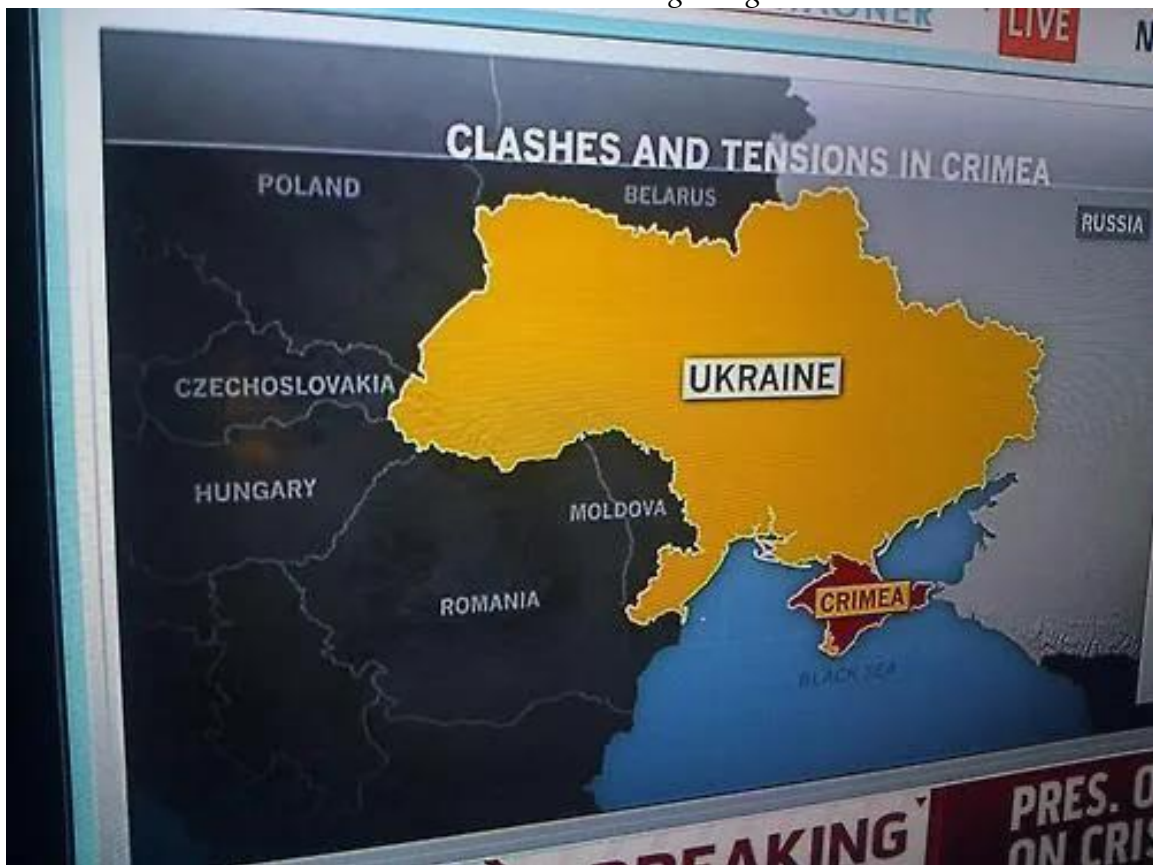 LIVE
CLASHES AND TENSIONS IN CRIMEA
POLAND
BELARUS
RUSSIA
CZECHOSLOVAKIA
UKRAINE
HUNGARY
MOLDOVA
ROMANIA
CRIMEA
BLACK SEA
BREAKING
PRES. O
ON CRIS